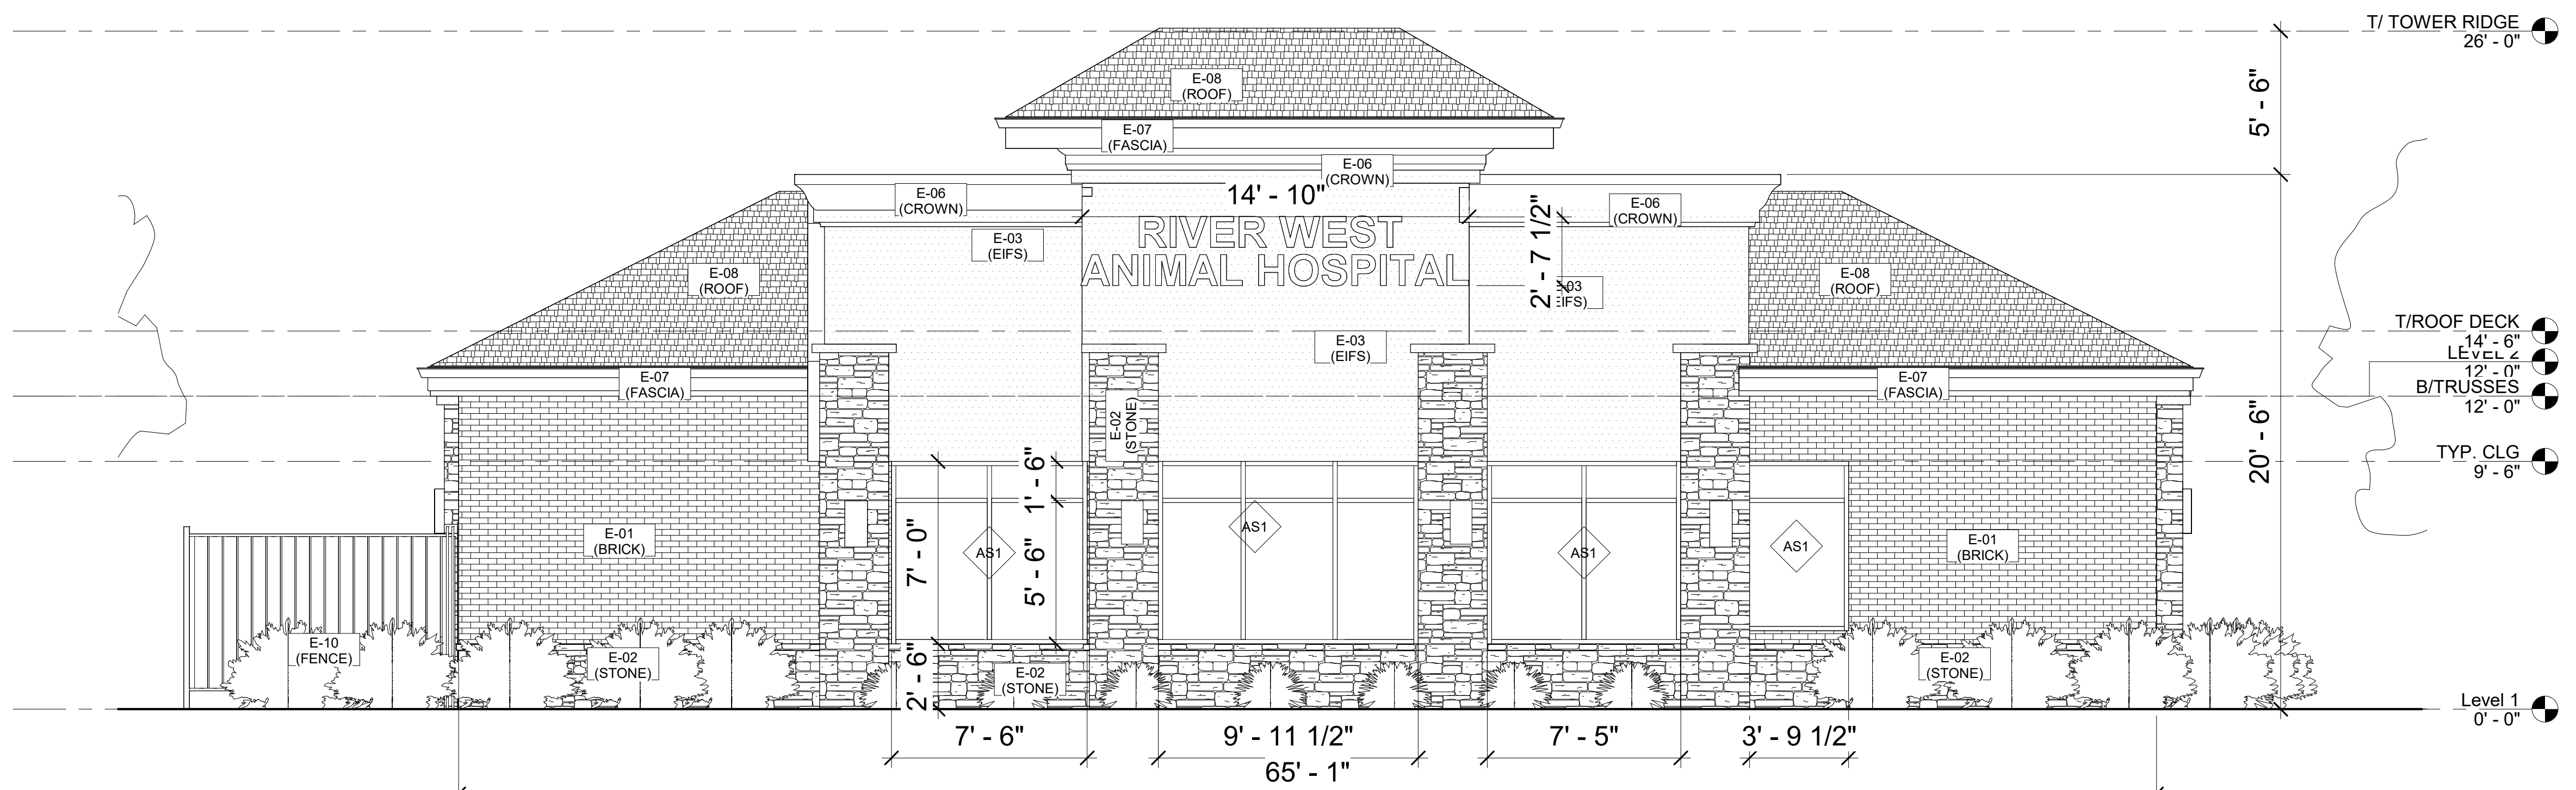 T/ TOWER RIDGE
26' - 0"
E-08
(ROOF)
5' - 6"
E-07
(FASCIA)
E-06
(CROWN)
E-06
(CROWN)
14' - 10"
E-06
(CROWN)
RIVER WEST
ANIMAL HOSPITAL
2' - 7 1/2"
E-03
(EIFS)
E-08
(ROOF)
E-08
(ROOF)
E-03
(EIFS)
T/ROOF DECK
14' - 6"
E-03
(EIFS)
LEVEL 2
12' - 0"
E-07
(FASCIA)
E-07
(FASCIA)
B/TRUSSES
12' - 0"
E-02
(STONE)
20' - 6"
TYP. CLG
9' - 6"
1' - 6"
7' - 0"
5' - 6"
AS1
AS1
AS1
AS1
E-01
(BRICK)
E-01
(BRICK)
E-10
(FENCE)
E-02
(STONE)
2' - 6"
E-02
(STONE)
E-02
(STONE)
Level 1
0' - 0"
7' - 6"
9' - 11 1/2"
7' - 5"
3' - 9 1/2"
65' - 1"